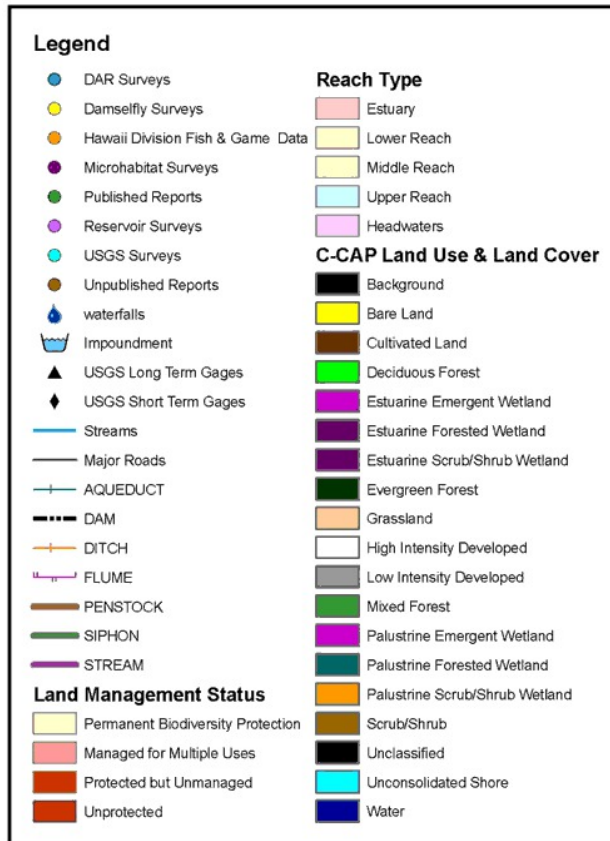 Legend
DAR Surveys
Damselfly Surveys
Hawaii Division Fish & Game Data
Microhabitat Surveys
Published Reports
Reservoir Surveys
USGS Surveys
Unpublished Reports
waterfalls
Impoundment
USGS Long Term Gages
USGS Short Term Gages
Streams
Major Roads
AQUEDUCT
DAM
DITCH
FLUME
PENSTOCK
SIPHON
STREAM
Land Management Status
Permanent Biodiversity Protection
Managed for Multiple Uses
Protected but Unmanaged
Unprotected
Reach Type
Estuary
Lower Reach
Middle Reach
Upper Reach
Headwaters
C-CAP Land Use & Land Cover
Background
Bare Land
Cultivated Land
Deciduous Forest
Estuarine Emergent Wetland
Estuarine Forested Wetland
Estuarine Scrub/Shrub Wetland
Evergreen Forest
Grassland
High Intensity Developed
Low Intensity Developed
Mixed Forest
Palustrine Emergent Wetland
Palustrine Forested Wetland
Palustrine Scrub/Shrub Wetland
Scrub/Shrub
Unclassified
Unconsolidated Shore
Water